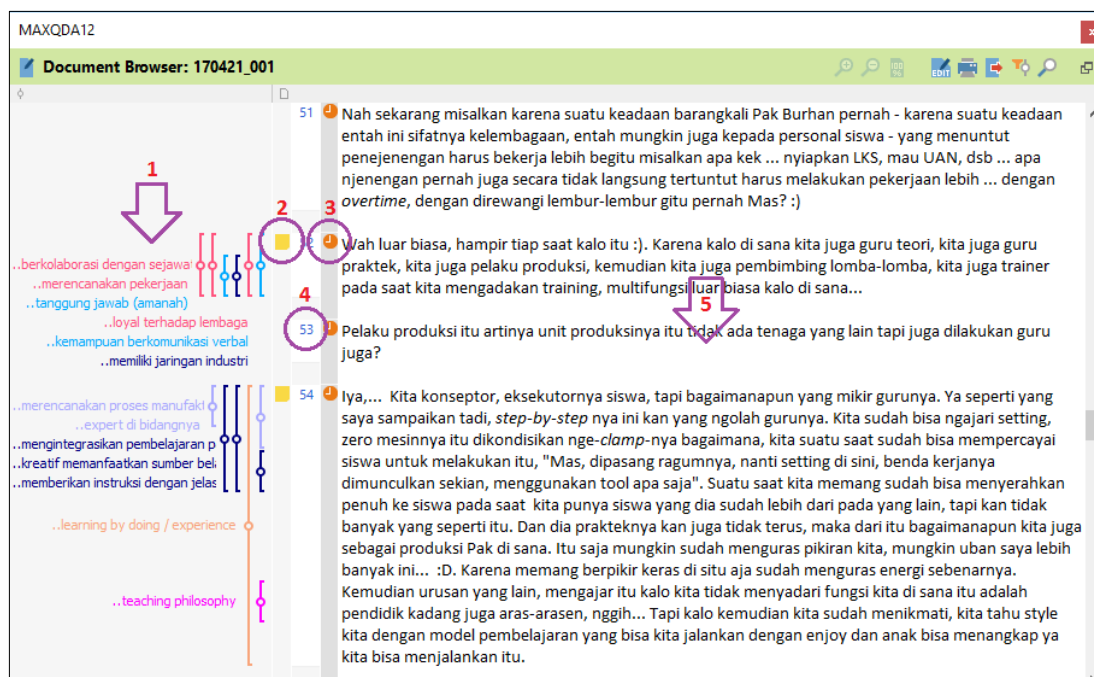 MAXQDA12
Document Browser: 170421_001
EDIT
100 %
51 Nah sekarang misalkan karena suatu keadaan barangkali Pak Burhan pernah - karena suatu keadaan
entah ini sifatnya kelembagaan, entah mungkin juga kepada personal siswa - yang menuntut
penejenengan harus bekerja lebih begitu misalkan apa kek ... nyiapkan LKS, mau UAN, dsb ... apa
njenengan pernah juga secara tidak langsung tertuntut harus melakukan pekerjaan lebih ... dengan
overtime, dengan direwangi lembur-lembur gitu pernah Mas? :)
1
2
3
Wah luar biasa, hampir tiap saat kalo itu :). Karena kalo di sana kita juga guru teori, kita juga guru
praktek, kita juga pelaku produksi, kemudian kita juga pembimbing lomba-lomba, kita juga trainer
pada saat kita mengadakan training, multifungsi luar biasa kalo di sana...
..berkolaborasi dengan sejawat
..merencanakan pekerjaan
..tanggung jawab (amanah)
..loyal terhadap lembaga
..kemampuan berkomunikasi verbal
..memiliki jaringan industri
4
5
53 Pelaku produksi itu artinya unit produksinya itu tidak ada tenaga yang lain tapi juga dilakukan guru
juga?
..merencanakan proses manufakt
..expert di bidangnya
..mengintegrasikan pembelajaran p
..kreatif memanfaatkan sumber bela
..memberikan instruksi dengan jelas
..learning by doing / experience
..teaching philosophy
54 Iya,... Kita konseptor, eksekutornya siswa, tapi bagaimanapun yang mikir gurunya. Ya seperti yang
saya sampaikan tadi, step-by-step nya ini kan yang ngolah gurunya. Kita sudah bisa ngajari setting,
zero mesinnya itu dikondisikan nge-clamp-nya bagaimana, kita suatu saat sudah bisa mempercayai
siswa untuk melakukan itu, "Mas, dipasang ragumnya, nanti setting di sini, benda kerjanya
dimunculkan sekian, menggunakan tool apa saja". Suatu saat kita memang sudah bisa menyerahkan
penuh ke siswa pada saat kita punya siswa yang dia sudah lebih dari pada yang lain, tapi kan tidak
banyak yang seperti itu. Dan dia prakteknya kan juga tidak terus, maka dari itu bagaimanapun kita juga
sebagai produksi Pak di sana. Itu saja mungkin sudah menguras pikiran kita, mungkin uban saya lebih
banyak ini... :D. Karena memang berpikir keras di situ aja sudah menguras energi sebenarnya.
Kemudian urusan yang lain, mengajar itu kalo kita tidak menyadari fungsi kita di sana itu adalah
pendidik kadang juga aras-arasen, nggih... Tapi kalo kemudian kita sudah menikmati, kita tahu style
kita dengan model pembelajaran yang bisa kita jalankan dengan enjoy dan anak bisa menangkap ya
kita bisa menjalankan itu.